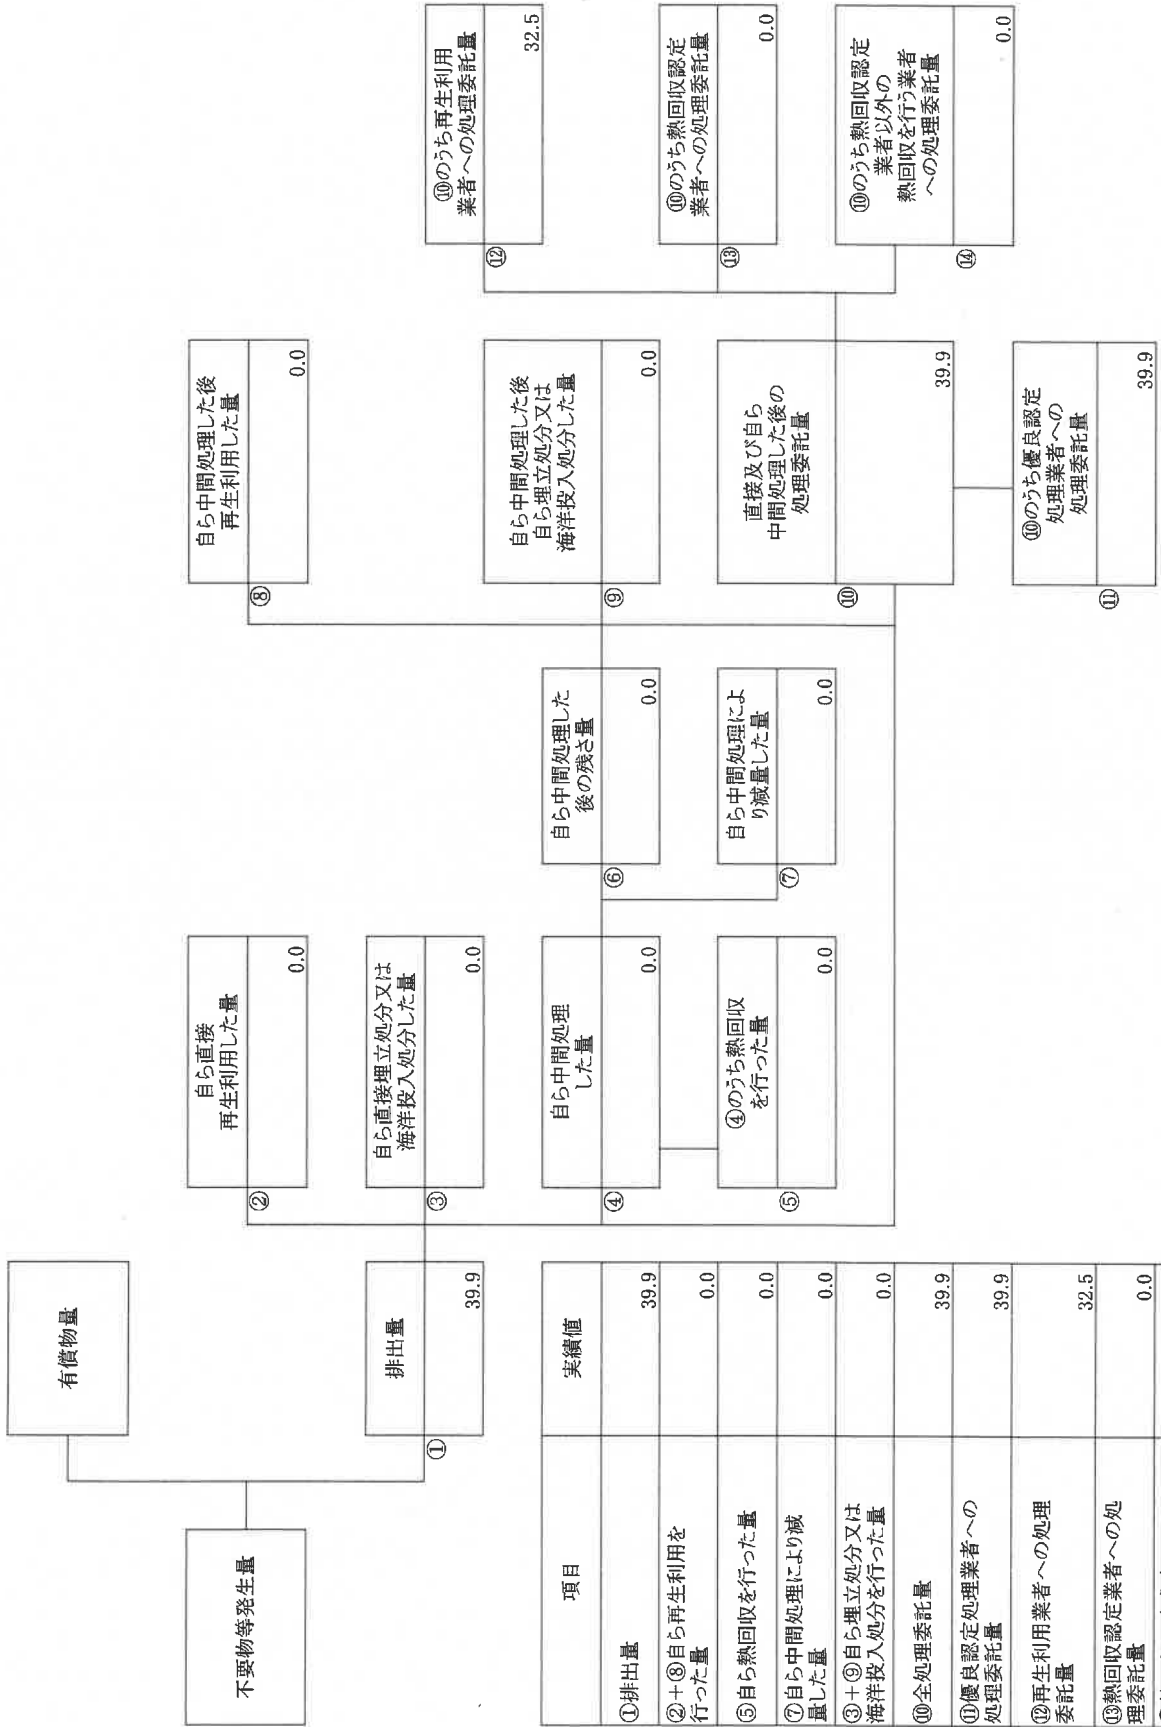 不要物等発生量
有償物量
排出量
①
39.9
自ら直接
再生利用した量
②
0.0
自ら直接埋立処分又は
海洋投入処分した量
③
0.0
自ら中間処理
した量
④
0.0
④のうち熱回収
を行った量
⑤
0.0
自ら中間処理した
後の残さ量
⑥
0.0
自ら中間処理によ
り減量した量
⑦
0.0
自ら中間処理した後
再生利用した量
⑧
0.0
自ら中間処理した後
自ら埋立処分又は
海洋投入処分した量
⑨
0.0
直接及び自ら
中間処理した後の
処理委託量
⑩
39.9
⑩のうち優良認定
処理業者への
処理委託量
⑪
39.9
⑩のうち再生利用
業者への処理委託量
⑫
32.5
⑩のうち熱回収認定
業者への処理委託量
⑬
0.0
⑩のうち熱回収認定
業者以外の
熱回収を行う業者
への処理委託量
⑭
0.0
項目 実績値
①排出量 39.9
②+⑧自ら再生利用を
行った量 0.0
⑤自ら熱回収を行った量 0.0
⑦自ら中間処理により減
量した量 0.0
③+⑨自ら埋立処分又は
海洋投入処分を行った量 0.0
⑩全処理委託量 39.9
⑪優良認定処理業者への
処理委託量 39.9
⑫再生利用業者への処理
委託量 32.5
⑬熱回収認定業者への処
理委託量 0.0